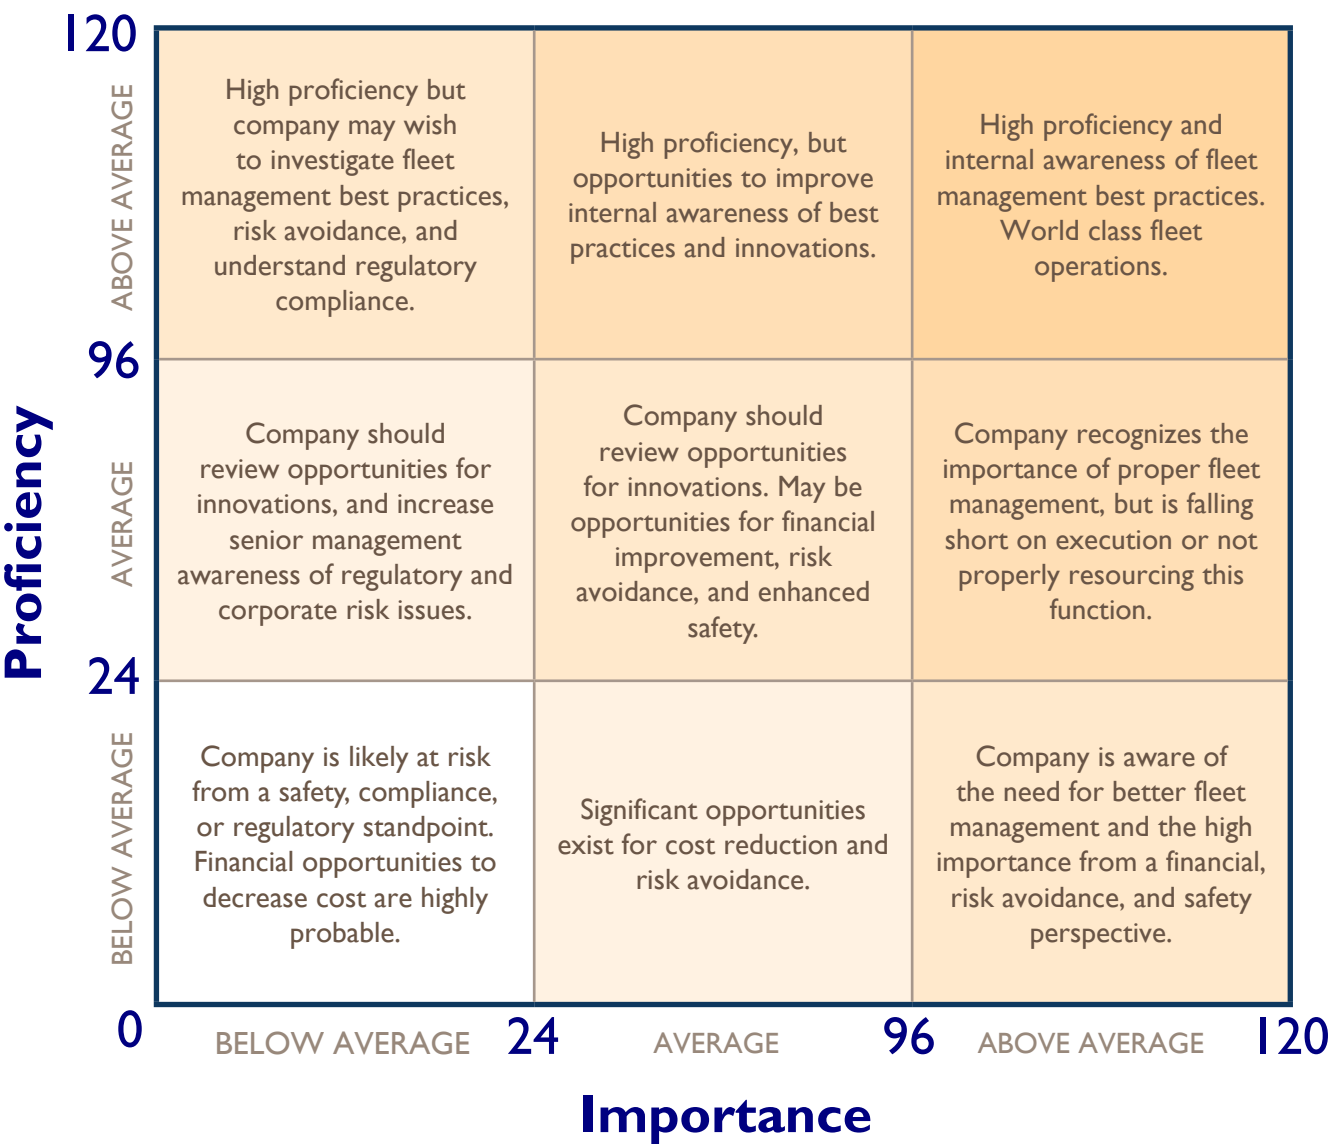 120
ABOVE AVERAGE
High proficiency but
company may wish
to investigate fleet
management best practices,
risk avoidance, and
understand regulatory
compliance.
High proficiency, but
opportunities to improve
internal awareness of best
practices and innovations.
High proficiency and
internal awareness of fleet
management best practices.
World class fleet
operations.
96
Proficiency
AVERAGE
Company should
review opportunities for
innovations, and increase
senior management
awareness of regulatory and
corporate risk issues.
Company should
review opportunities
for innovations. May be
opportunities for financial
improvement, risk
avoidance, and enhanced
safety.
Company recognizes the
importance of proper fleet
management, but is falling
short on execution or not
properly resourcing this
function.
24
BELOW AVERAGE
Company is likely at risk
from a safety, compliance,
or regulatory standpoint.
Financial opportunities to
decrease cost are highly
probable.
Significant opportunities
exist for cost reduction and
risk avoidance.
Company is aware of
the need for better fleet
management and the high
importance from a financial,
risk avoidance, and safety
perspective.
0
BELOW AVERAGE
24
AVERAGE
96
ABOVE AVERAGE
120
Importance